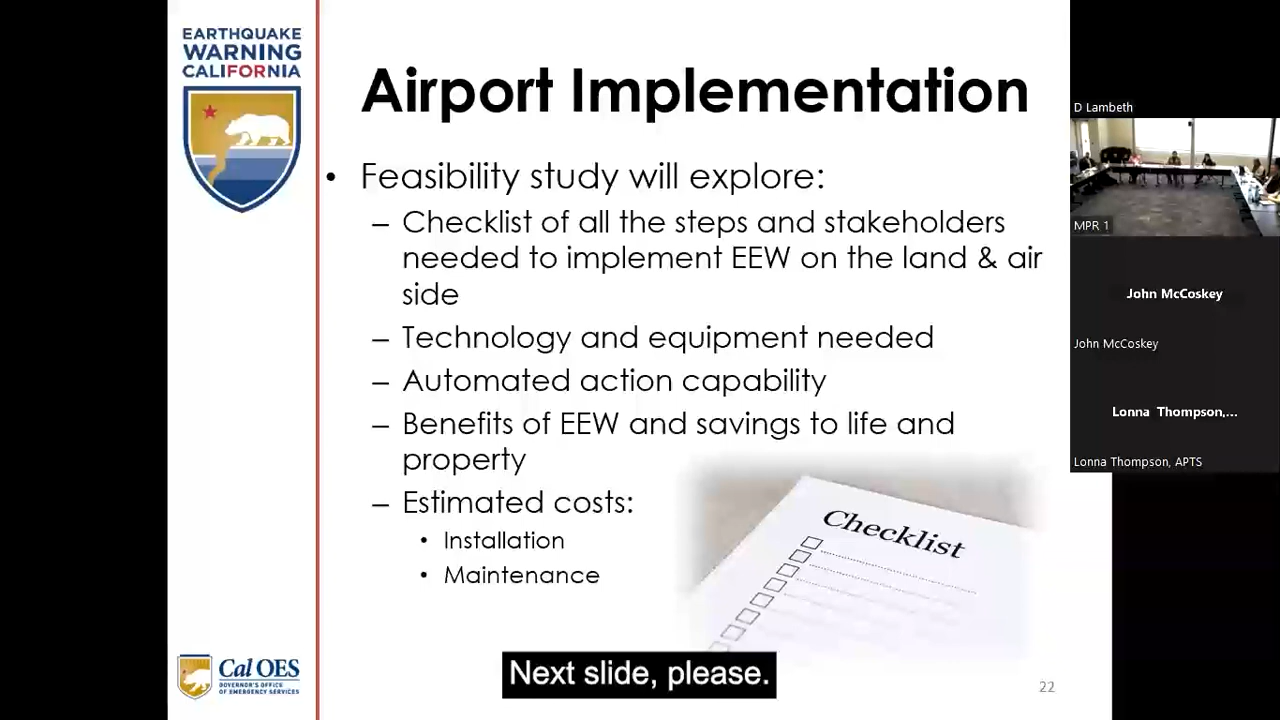 EARTHQUAKE
WARNING
CALIFORNIA
Airport Implementation
• Feasibility study will explore:
– Checklist of all the steps and stakeholders
needed to implement EEW on the land & air
side
– Technology and equipment needed
– Automated action capability
– Benefits of EEW and savings to life and
property
– Estimated costs:
• Installation
• Maintenance
Checklist
Cal OES
GOVERNOR'S OFFICE
OF EMERGENCY SERVICES
Next slide, please.
22
D Lambeth
MPR 1
John McCoskey
John McCoskey
Lonna Thompson,...
Lonna Thompson, APTS